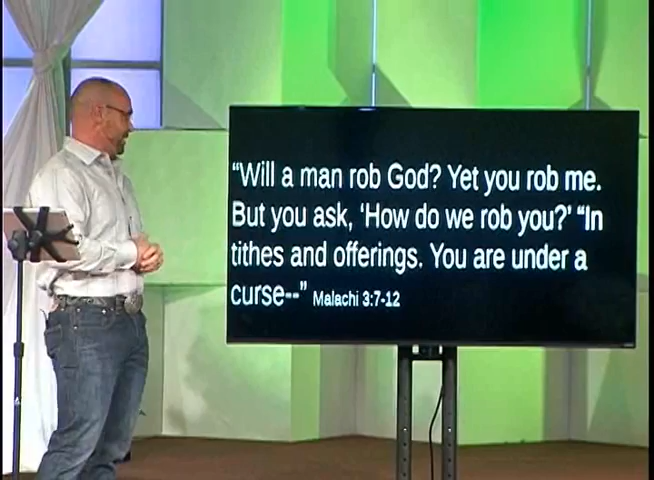 “Will a man rob God? Yet you rob me.
But you ask, ‘How do we rob you?’ “In
tithes and offerings. You are under a
curse--” Malachi 3:7-12